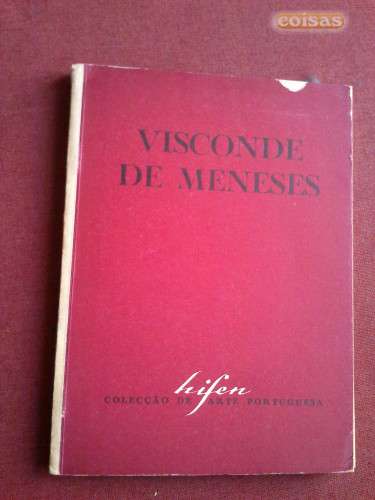 coisas
VISCONDE
DE MENESES
hifen
COLECÇÃO DE ARTE PORTUGUESA